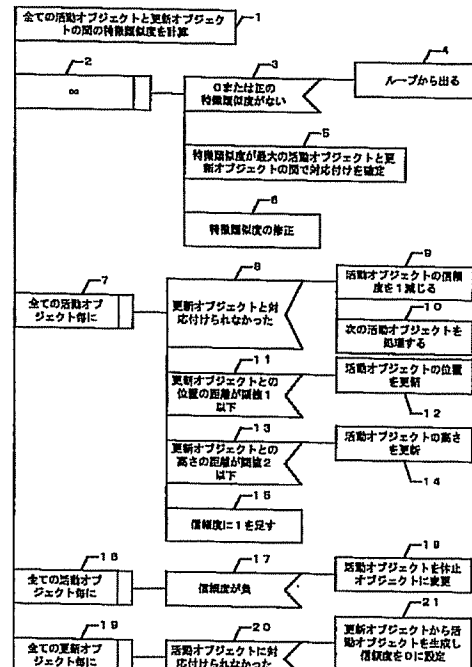 1
全ての活動オブジェクトと更新オブジェク
トの間の特徴類似度を計算
2
∞
3
0または正の
特徴類似度がない
4
ループから出る
5
特徴類似度が最大の活動オブジェクトと更
新オブジェクトの間で対応付けを確定
6
特徴類似度の修正
7
全ての活動オブ
ジェクト毎に
8
更新オブジェクトと対
応付けられなかった
9
活動オブジェクトの信頼
度を1減じる
10
次の活動オブジェクトを
処理する
11
更新オブジェクトとの
位置の距離が閾値1
以下
活動オブジェクトの位置
を更新
12
13
更新オブジェクトとの
高さの距離が閾値2
以下
活動オブジェクトの高さ
を更新
14
15
信頼度に1を足す
16
全ての活動オブ
ジェクト毎に
17
信頼度が負
18
活動オブジェクトを休止
オブジェクトに変更
19
全ての更新オブ
ジェクト毎に
20
活動オブジェクトに対
応付けられなかった
21
更新オブジェクトから活
動オブジェクトを生成し
信頼度を0に設定